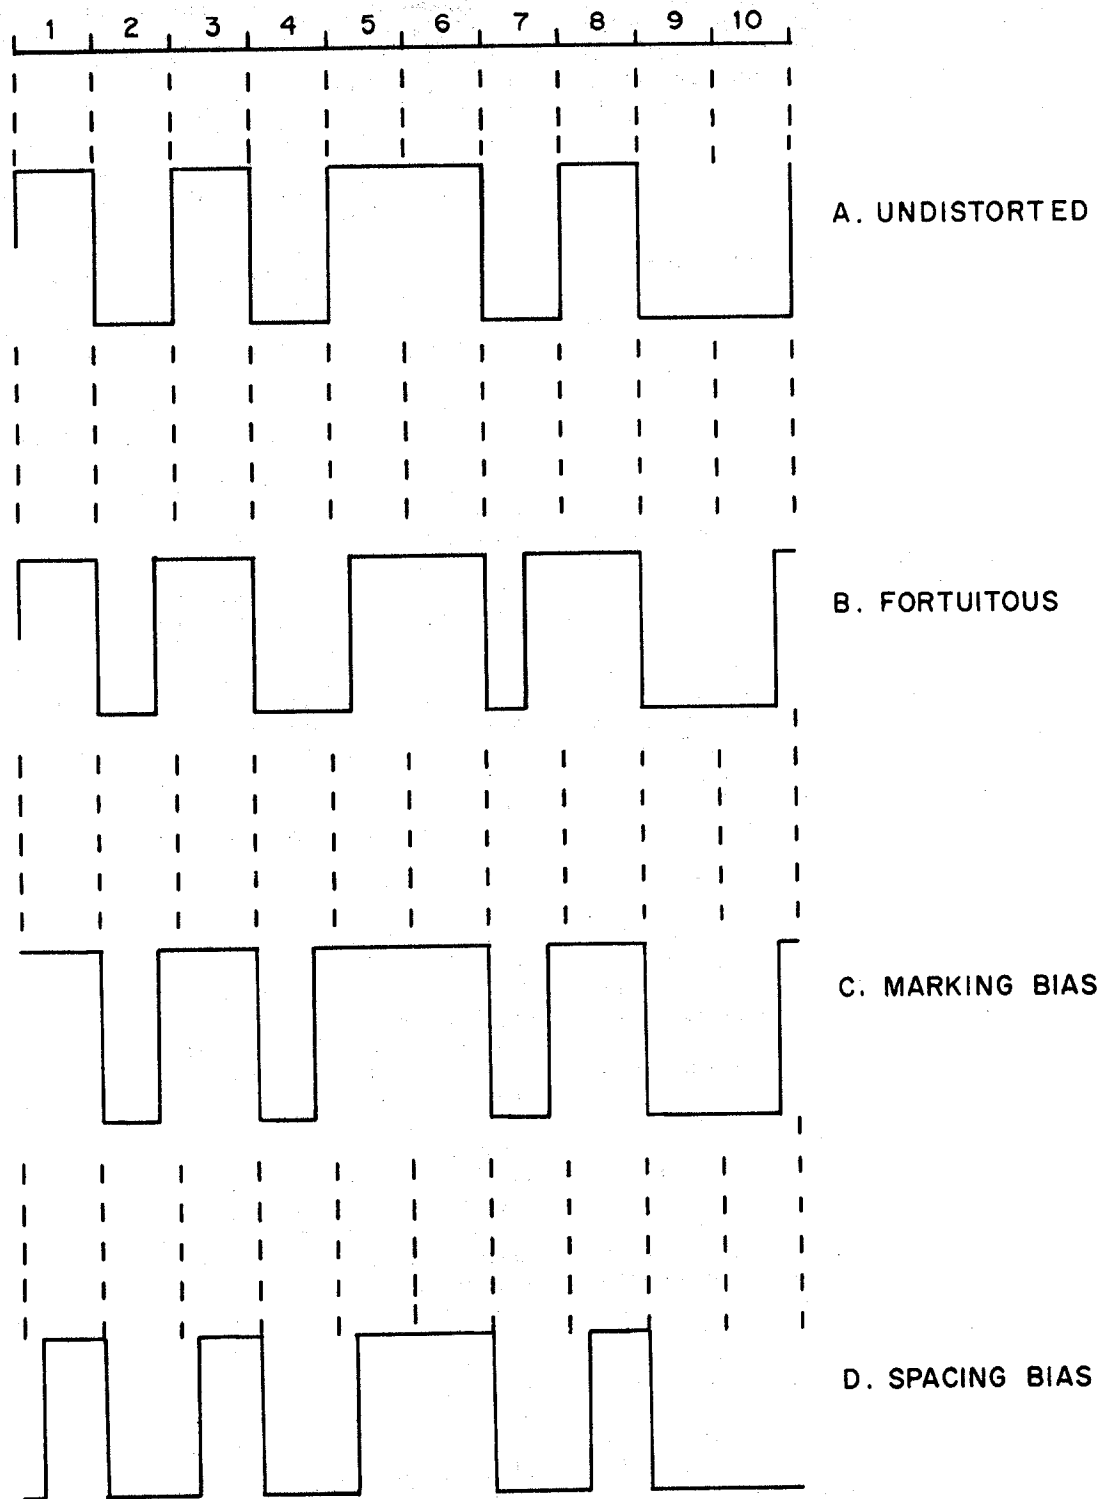 1 2 3 4 5 6 7 8 9 10
A. UNDISTORTED
B. FORTUITOUS
C. MARKING BIAS
D. SPACING BIAS